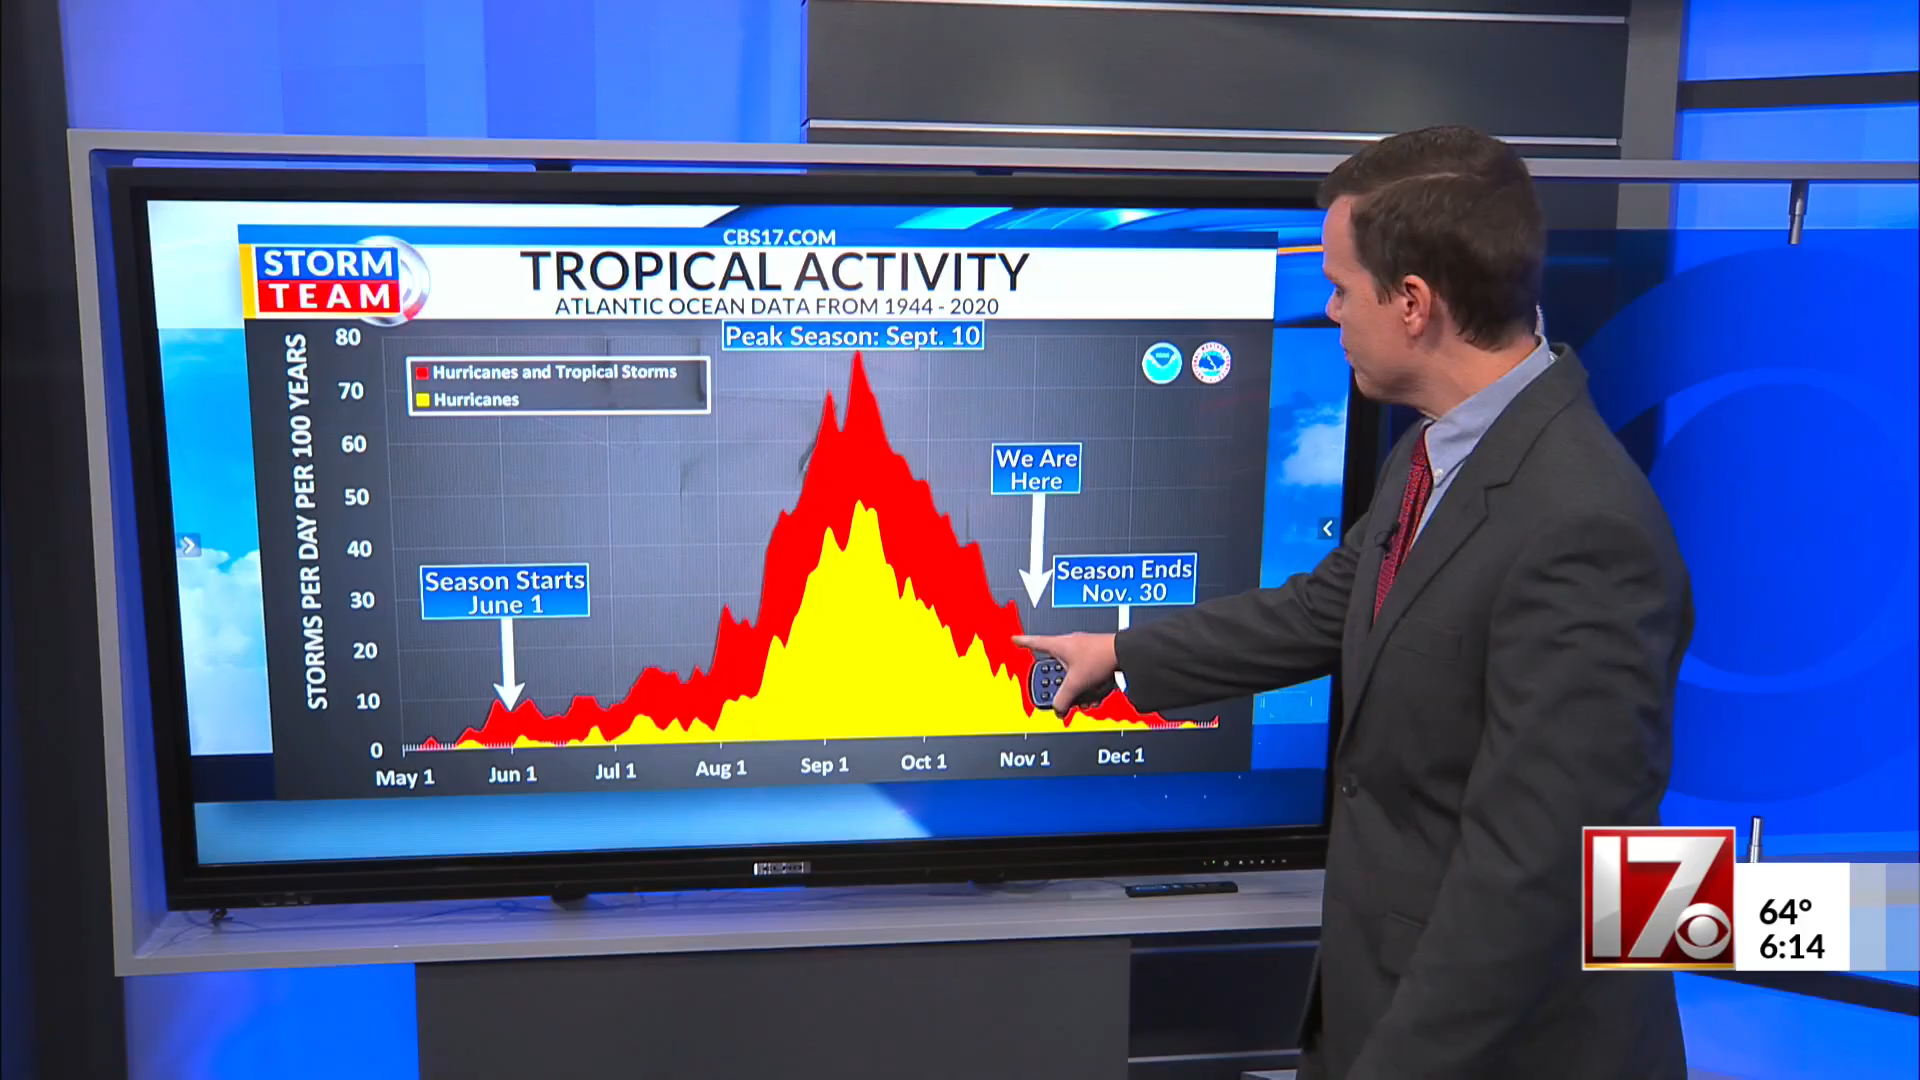 CBS17.COM
STORM
TEAM
TROPICAL ACTIVITY
ATLANTIC OCEAN DATA FROM 1944 - 2020
Peak Season: Sept. 10
Hurricanes and Tropical Storms
Hurricanes
STORMS PER DAY PER 100 YEARS
80
70
60
50
40
30
20
10
0
We Are
Here
Season Starts
June 1
Season Ends
Nov. 30
May 1
Jun 1
Jul 1
Aug 1
Sep 1
Oct 1
Nov 1
Dec 1
17
64°
6:14